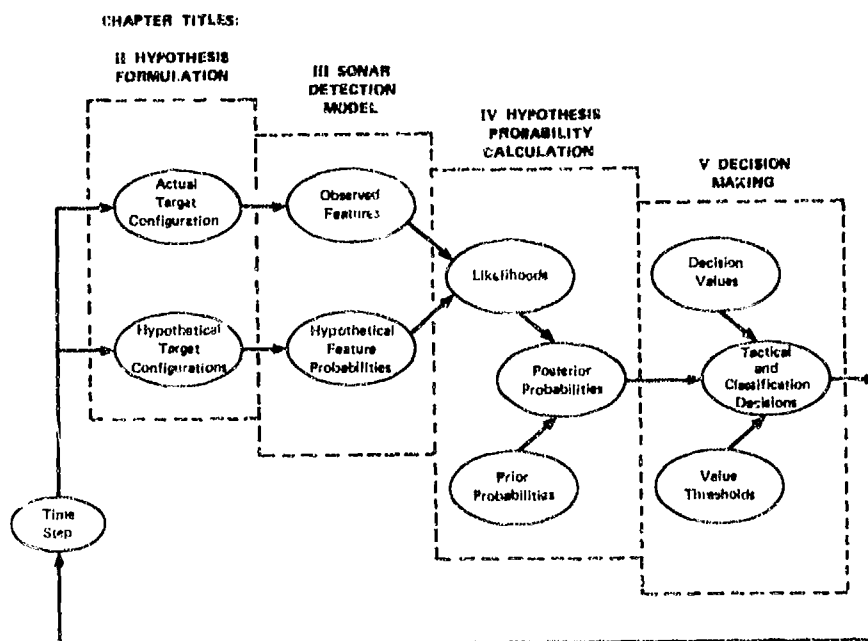 CHAPTER TITLES:
II HYPOTHESIS
FORMULATION
III SONAR
DETECTION
MODEL
IV HYPOTHESIS
PROBABILITY
CALCULATION
V DECISION
MAKING
Actual
Target
Configuration
Observed
Features
Likelihoods
Decision
Values
Hypothetical
Target
Configurations
Hypothetical
Feature
Probabilities
Posterior
Probabilities
Tactical
and
Classification
Decisions
Prior
Probabilities
Value
Thresholds
Time
Step